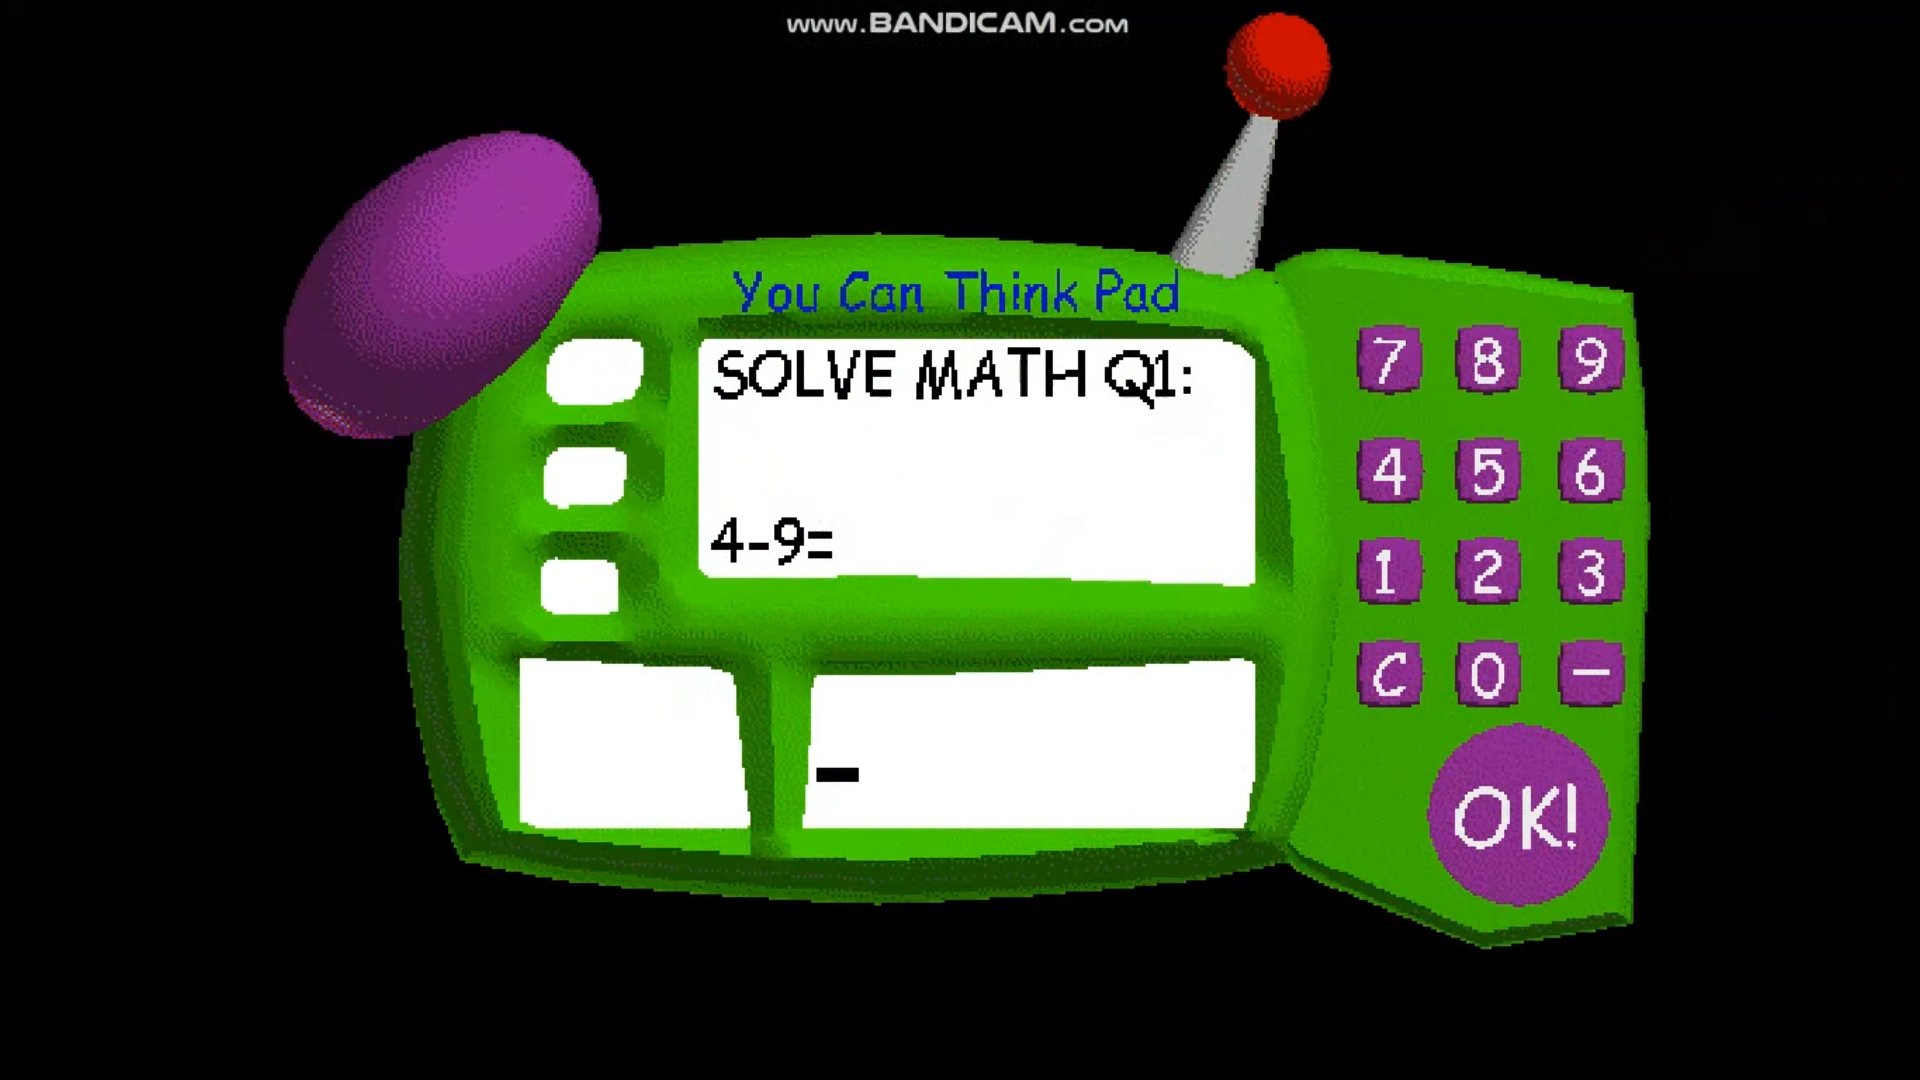 www.BANDICAM.com
You Can Think Pad
SOLVE MATH Q1:
4-9=
-
7 8 9
4 5 6
1 2 3
C 0 -
OK!